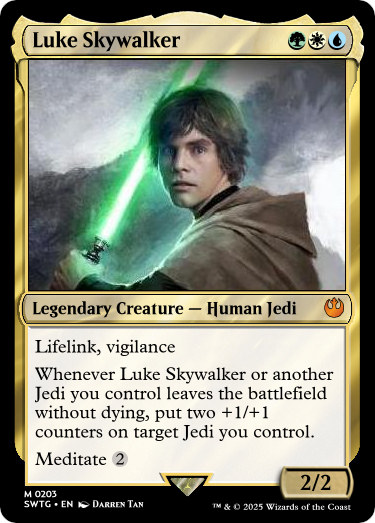 Luke Skywalker
Legendary Creature — Human Jedi
Lifelink, vigilance
Whenever Luke Skywalker or another
Jedi you control leaves the battlefield
without dying, put two +1/+1
counters on target Jedi you control.
Meditate 2
2/2
M 0203
SWTG • EN DARREN TAN
™ & © 2025 Wizards of the Coast